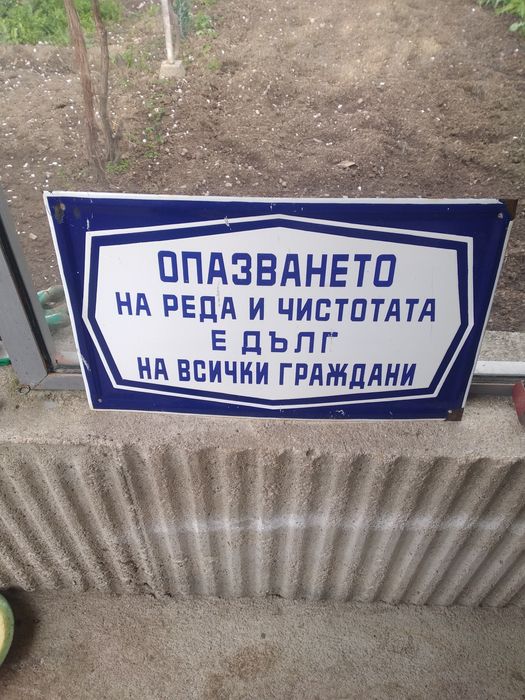 ОПАЗВАНЕТО
НА РЕДА И ЧИСТОТАТА
Е ДЪЛГ
НА ВСИЧКИ ГРАЖДАНИ